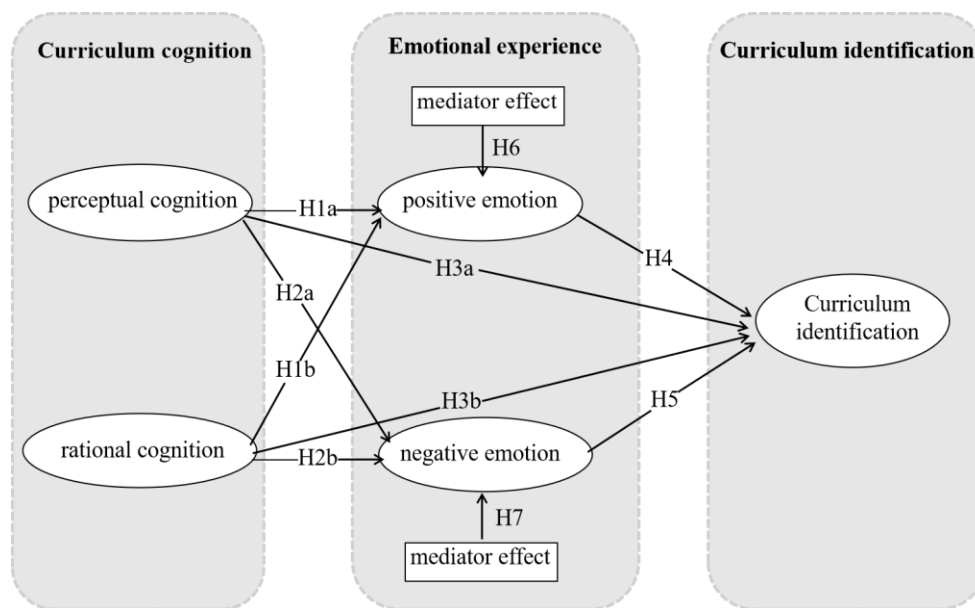 Curriculum cognition
Emotional experience
Curriculum identification
mediator effect
H6
perceptual cognition
H1a
positive emotion
H3a
H4
H2a
Curriculum
identification
H1b
H3b
H5
rational cognition
H2b
negative emotion
H7
mediator effect